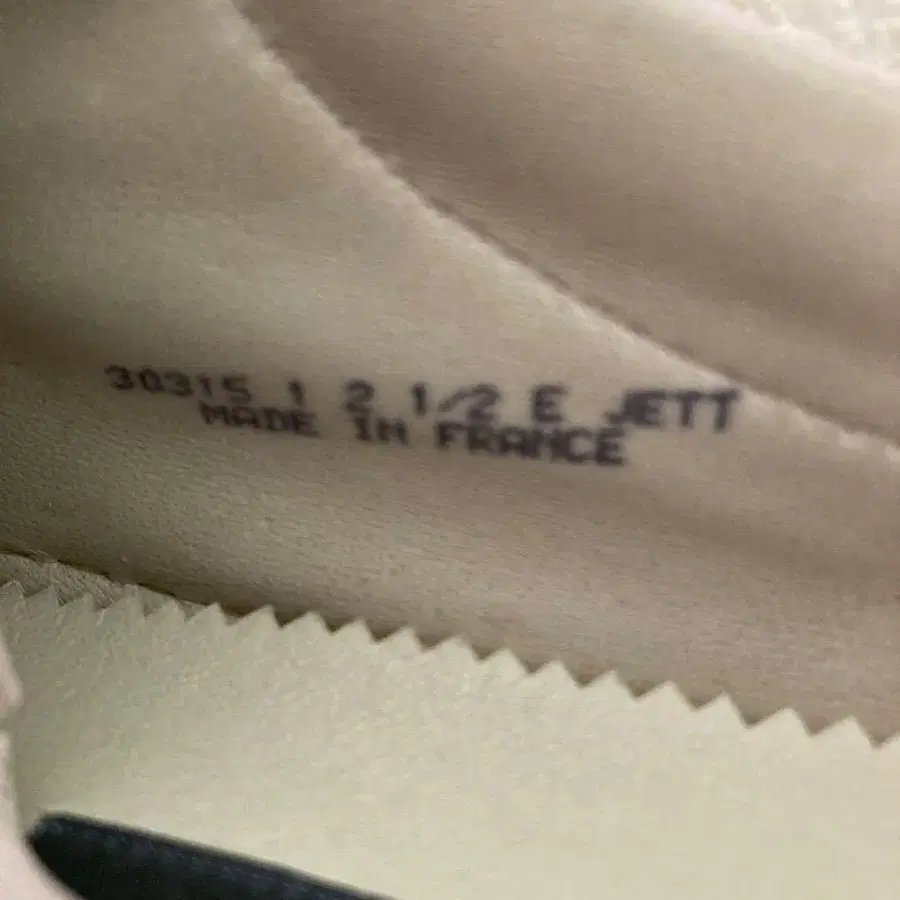 30315 1 2 1/2 E JETT
MADE IN FRANCE